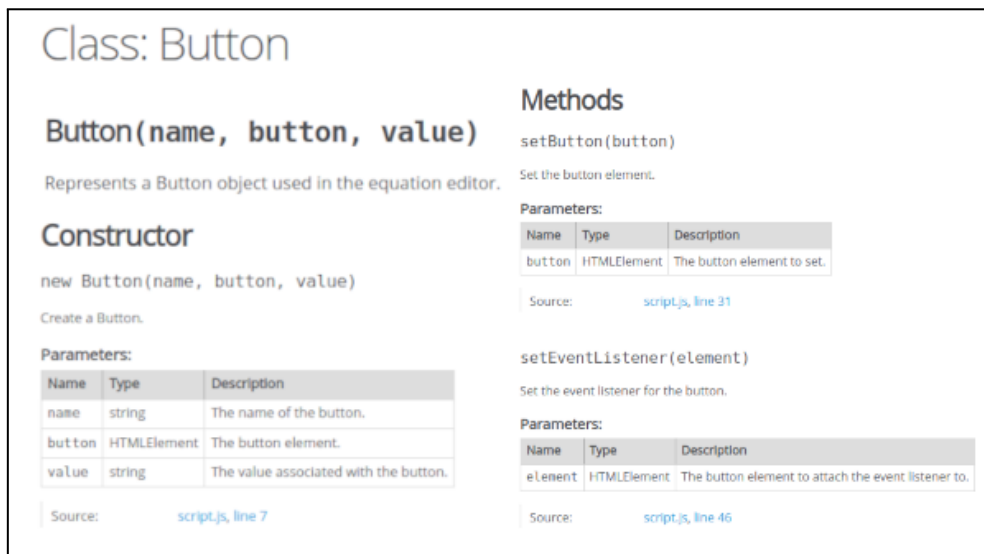 Class: Button
Button(name, button, value)
Represents a Button object used in the equation editor.
Constructor
new Button(name, button, value)
Create a Button.
Parameters:
Name Type Description
name string The name of the button.
button HTMLElement The button element.
value string The value associated with the button.
Source: script.js, line 7
Methods
setButton(button)
Set the button element.
Parameters:
Name Type Description
button HTMLElement The button element to set.
Source: script.js, line 31
setEventListener(element)
Set the event listener for the button.
Parameters:
Name Type Description
element HTMLElement The button element to attach the event listener to.
Source: script.js, line 46